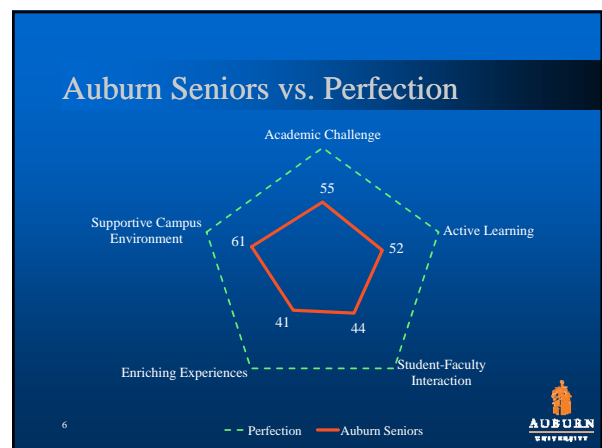 Auburn Seniors vs. Perfection
Academic Challenge
55
Supportive Campus
Environment
61
Active Learning
52
41
44
Enriching Experiences
Student-Faculty
Interaction
6
Perfection
Auburn Seniors
AUBURN
UNIVERSITY